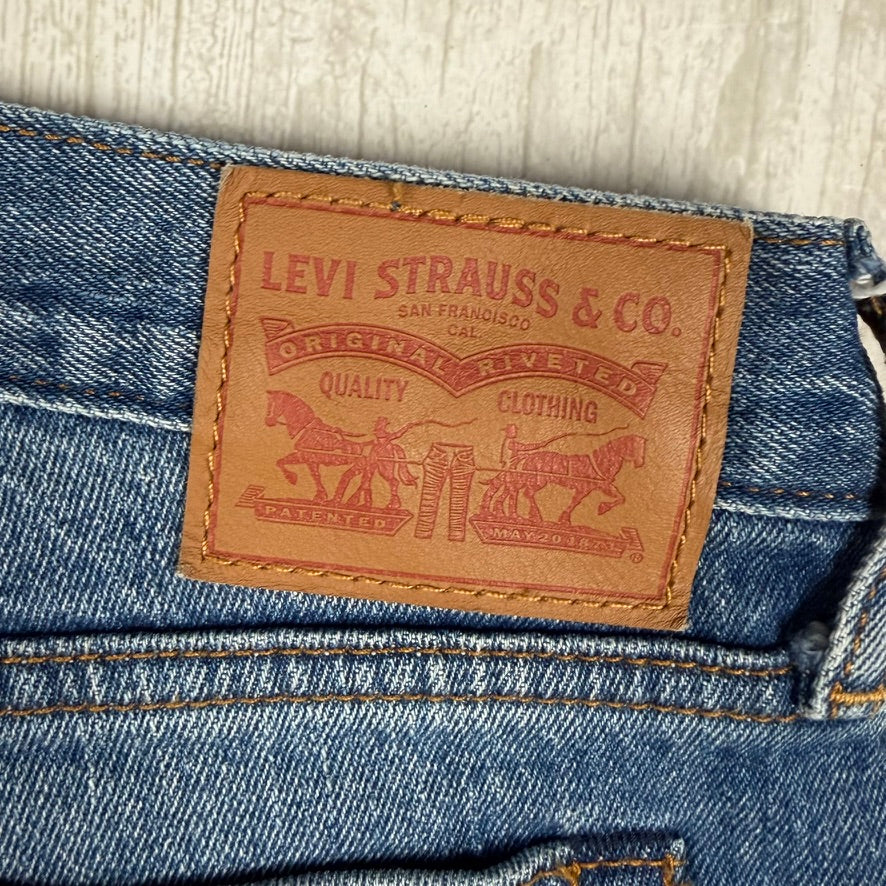 LEVI STRAUSS & CO.
SAN FRANCISCO
CAL.
ORIGINAL RIVETED
QUALITY CLOTHING
PATENTED
MAY 20 1873
®